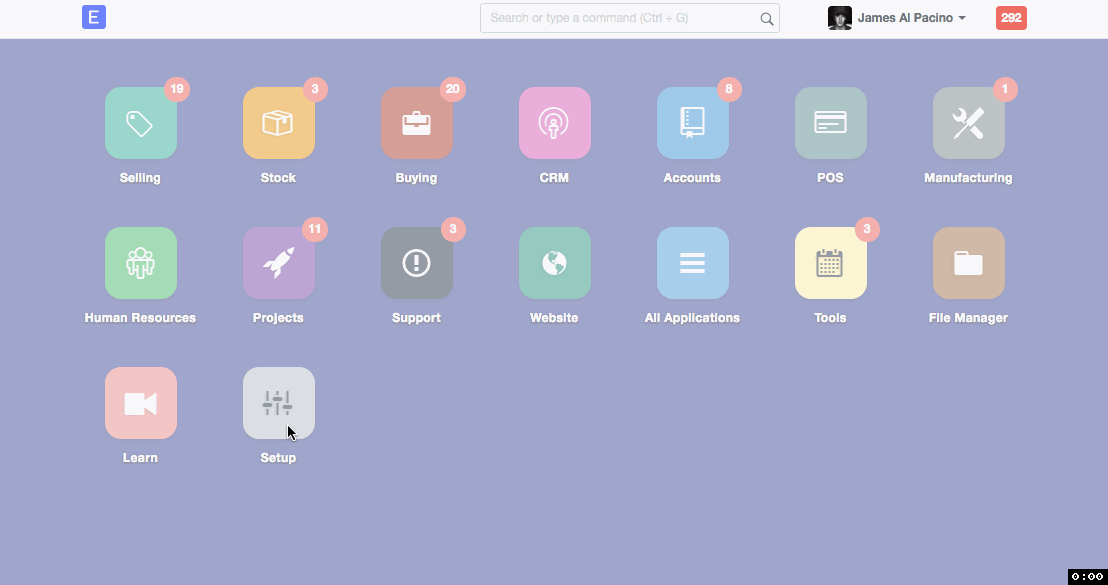 E
Search or type a command (Ctrl + G)
James Al Pacino
292
19
3
20
8
1
Selling
Stock
Buying
CRM
Accounts
POS
Manufacturing
11
3
3
Human Resources
Projects
Support
Website
All Applications
Tools
File Manager
Learn
Setup
0:00